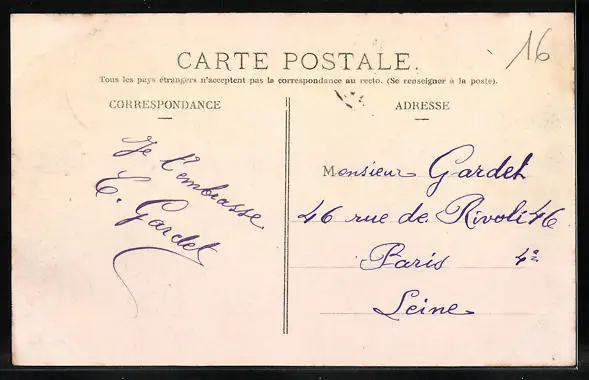 16
CARTE POSTALE.
Tous les pays étrangers n'acceptent pas la correspondance au recto. (Se renseigner à la poste).
CORRESPONDANCE
ADRESSE
Je t'embrasse
C. Gardet
Monsieur Gardet
46 rue de Rivoli 46
Paris 4e
Seine